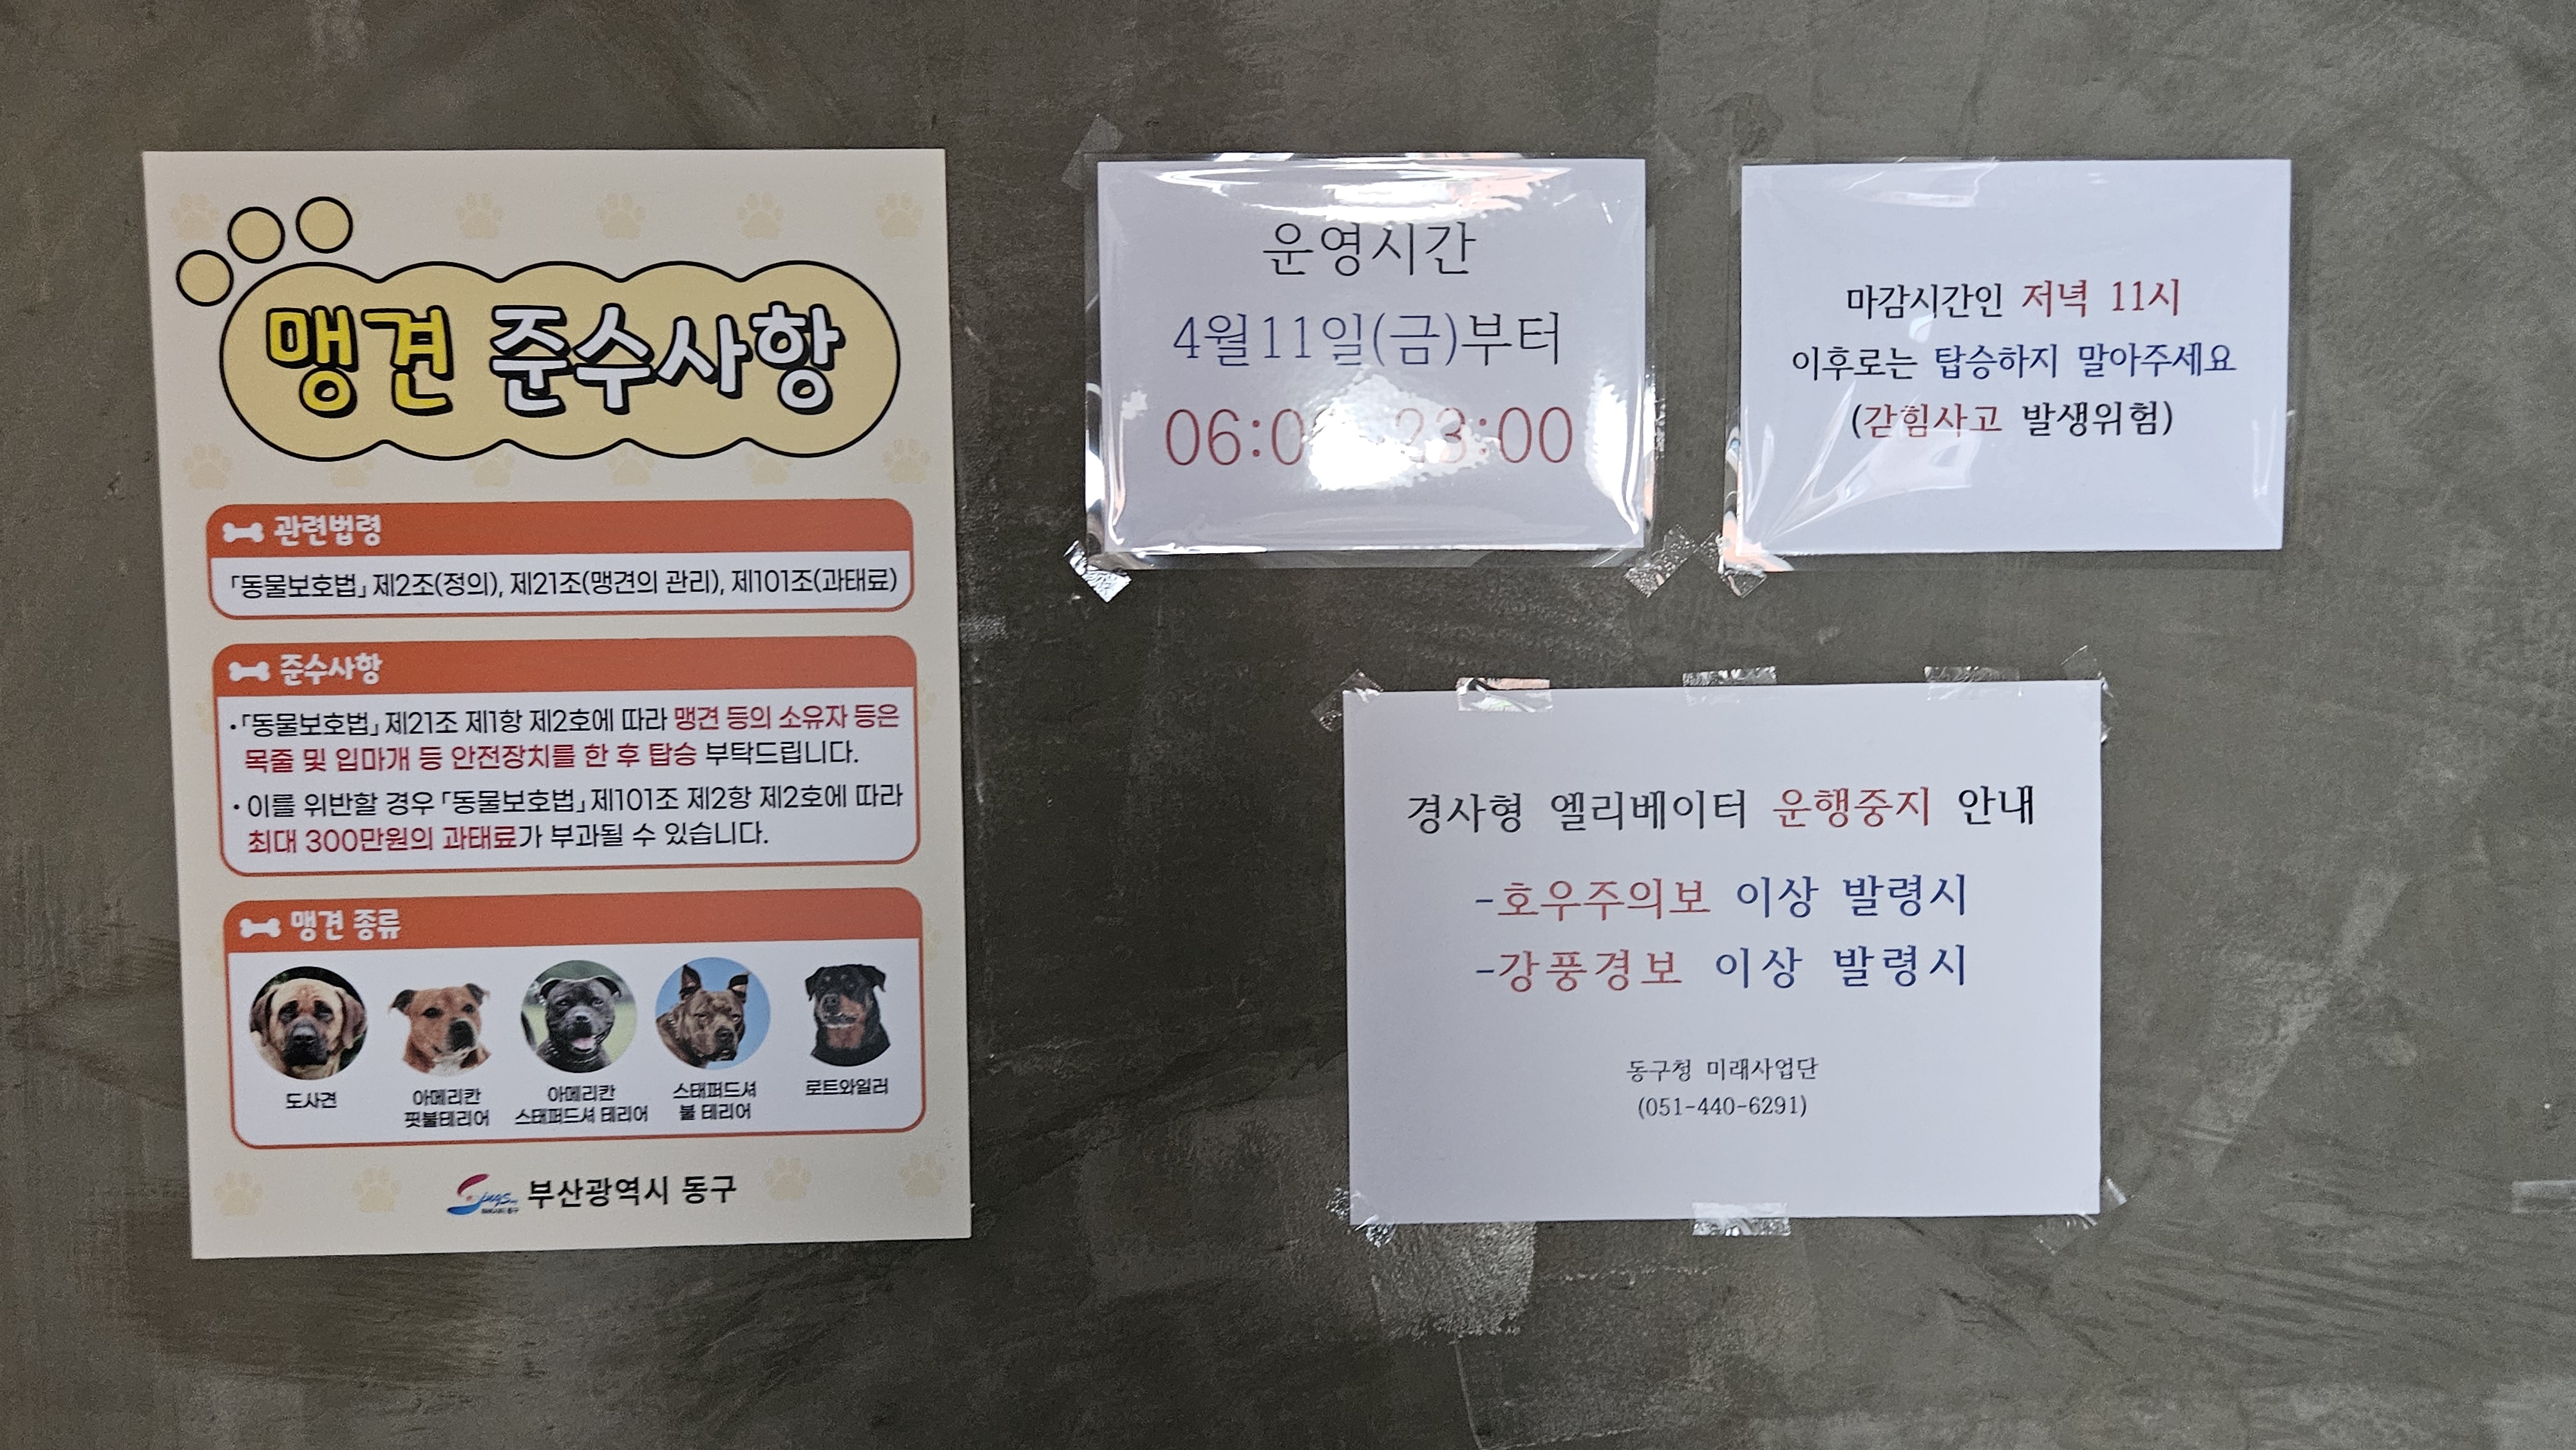 맹견 준수사항
관련법령
「동물보호법」 제2조(정의), 제21조(맹견의 관리), 제101조(과태료)
준수사항
•「동물보호법」 제21조 제1항 제2호에 따라 맹견 등의 소유자 등은
목줄 및 입마개 등 안전장치를 한 후 탑승 부탁드립니다.
• 이를 위반할 경우 「동물보호법」 제101조 제2항 제2호에 따라
최대 300만원의 과태료가 부과될 수 있습니다.
맹견 종류
도사견
아메리칸
핏불테리어
아메리칸
스태퍼드셔 테리어
스태퍼드셔
불 테리어
로트와일러
부산광역시 동구
운영시간
4월11일(금)부터
23:00
마감시간인 저녁 11시
이후로는 탑승하지 말아주세요
(갇힘사고 발생위험)
경사형 엘리베이터 운행중지 안내
-호우주의보 이상 발령시
-강풍경보 이상 발령시
동구청 미래사업단
(051-440-6291)